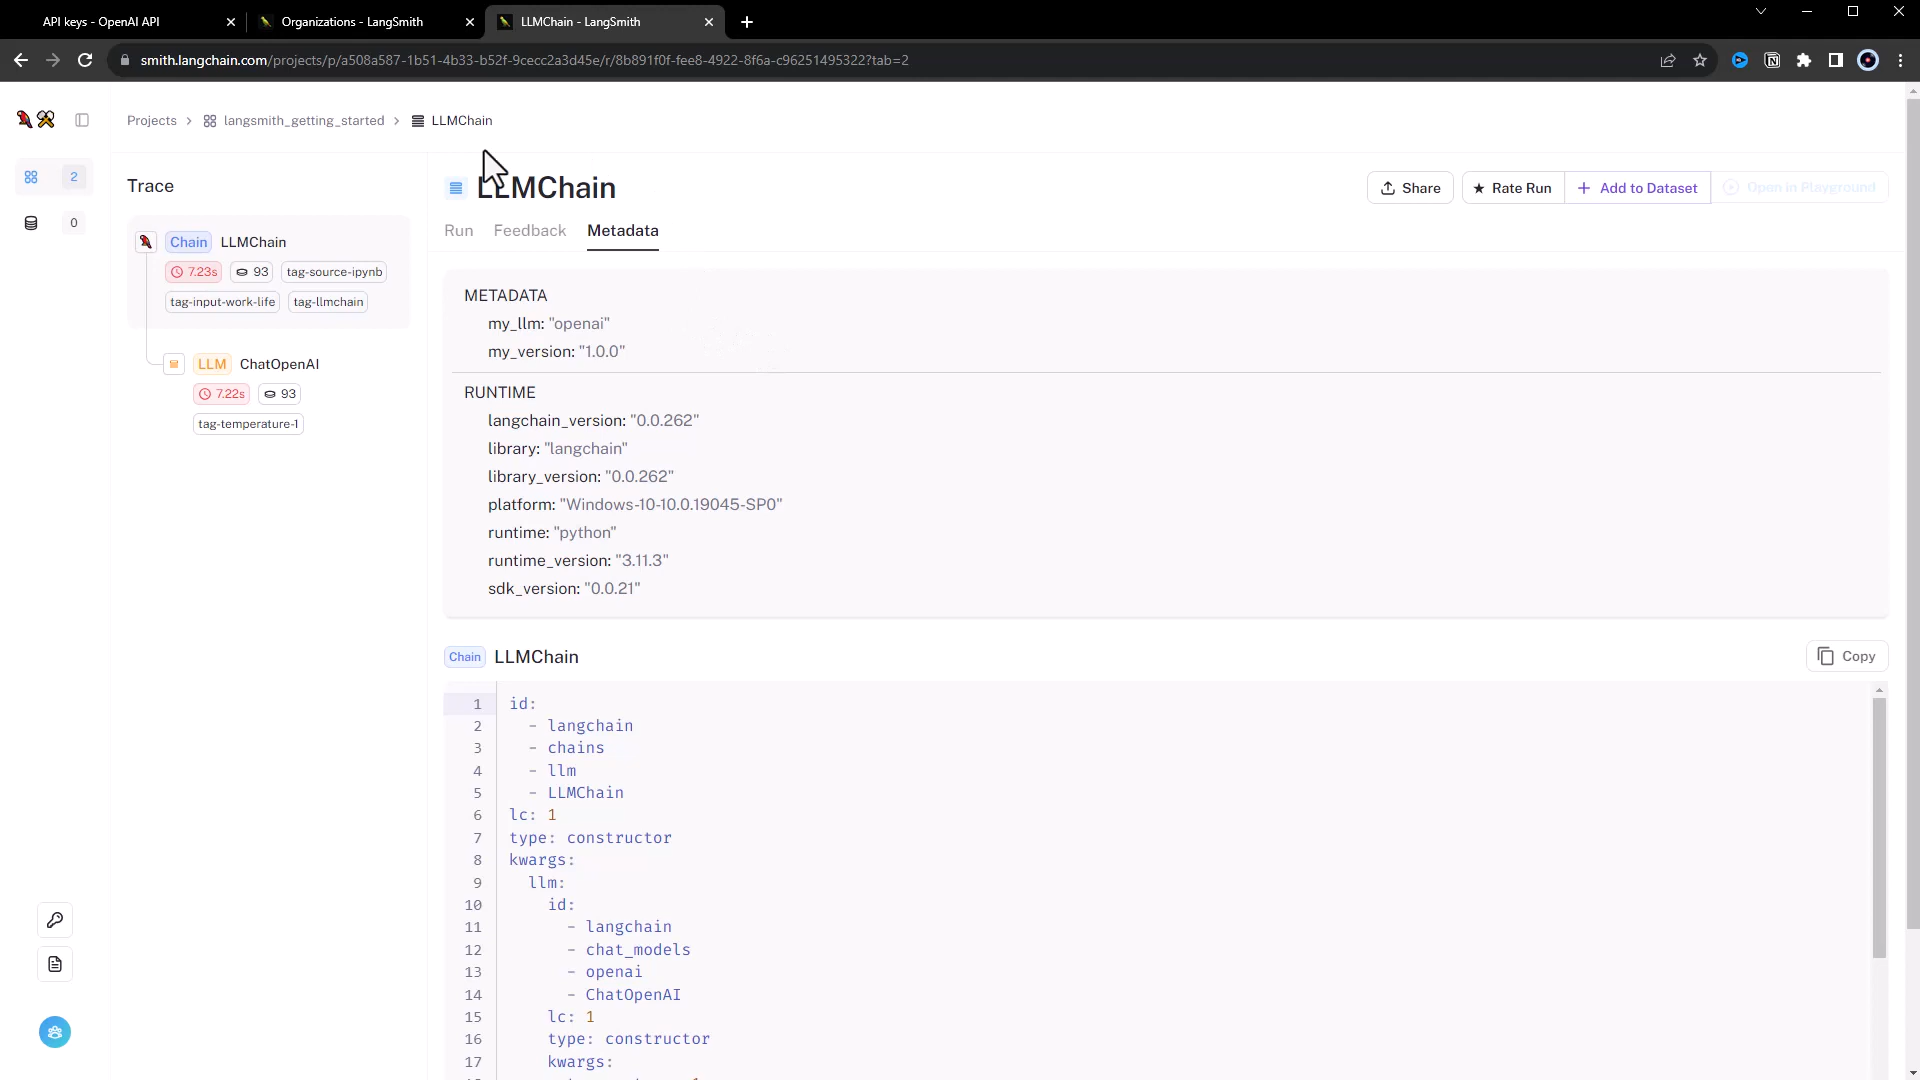 API keys - OpenAI API
Organizations - LangSmith
LLMChain - LangSmith
smith.langchain.com/projects/p/a508a587-1b51-4b33-b52f-9cecc2a3d45e/r/8b891f0f-fee8-4922-8f6a-c96251495322?tab=2
Projects > langsmith_getting_started > LLMChain
2
0
Trace
Chain LLMChain
7.23s 93 tag-source-ipynb
tag-input-work-life tag-llmchain
LLM ChatOpenAI
7.22s 93
tag-temperature-1
LLMChain
Share Rate Run + Add to Dataset Open in Playground
Run Feedback Metadata
METADATA
my_llm: "openai"
my_version: "1.0.0"
RUNTIME
langchain_version: "0.0.262"
library: "langchain"
library_version: "0.0.262"
platform: "Windows-10-10.0.19045-SP0"
runtime: "python"
runtime_version: "3.11.3"
sdk_version: "0.0.21"
Chain LLMChain
Copy
1 id:
2 - langchain
3 - chains
4 - llm
5 - LLMChain
6 lc: 1
7 type: constructor
8 kwargs:
9 llm:
10 id:
11 - langchain
12 - chat_models
13 - openai
14 - ChatOpenAI
15 lc: 1
16 type: constructor
17 kwargs: